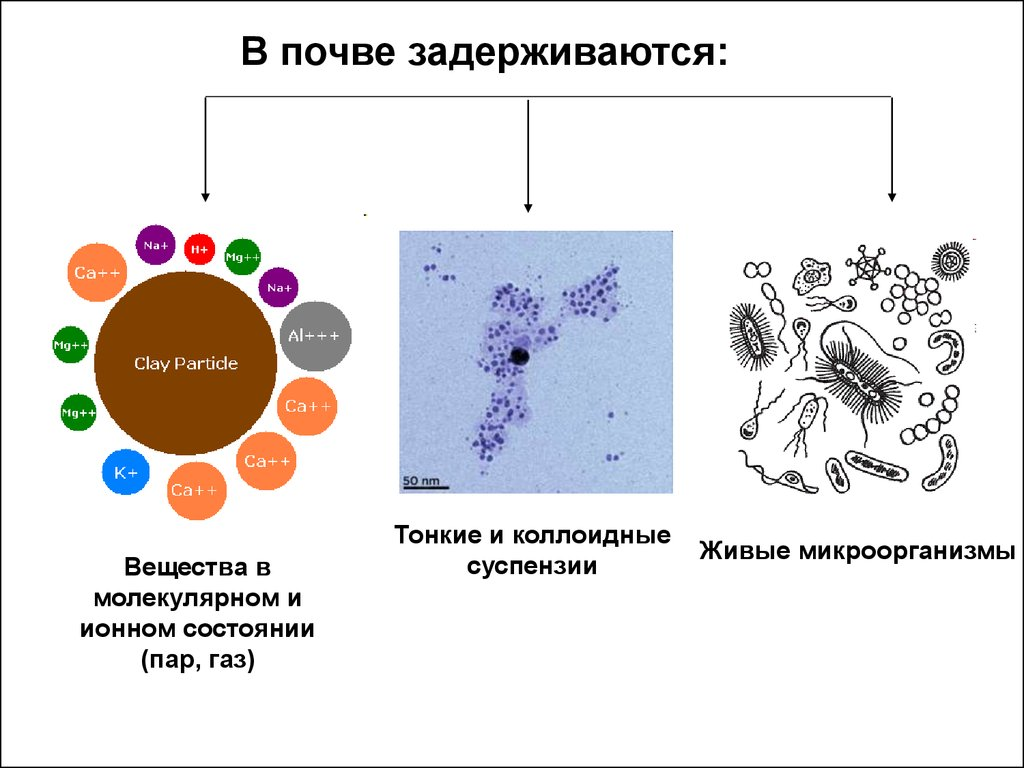 В почве задерживаются:
Na+
H+
Mg++
Ca++
Na+
Al+++
Mg++
Clay Particle
Ca++
Mg++
Ca++
K+
Ca++
50 nm
Вещества в
молекулярном и
ионном состоянии
(пар, газ)
Тонкие и коллоидные
суспензии
Живые микроорганизмы